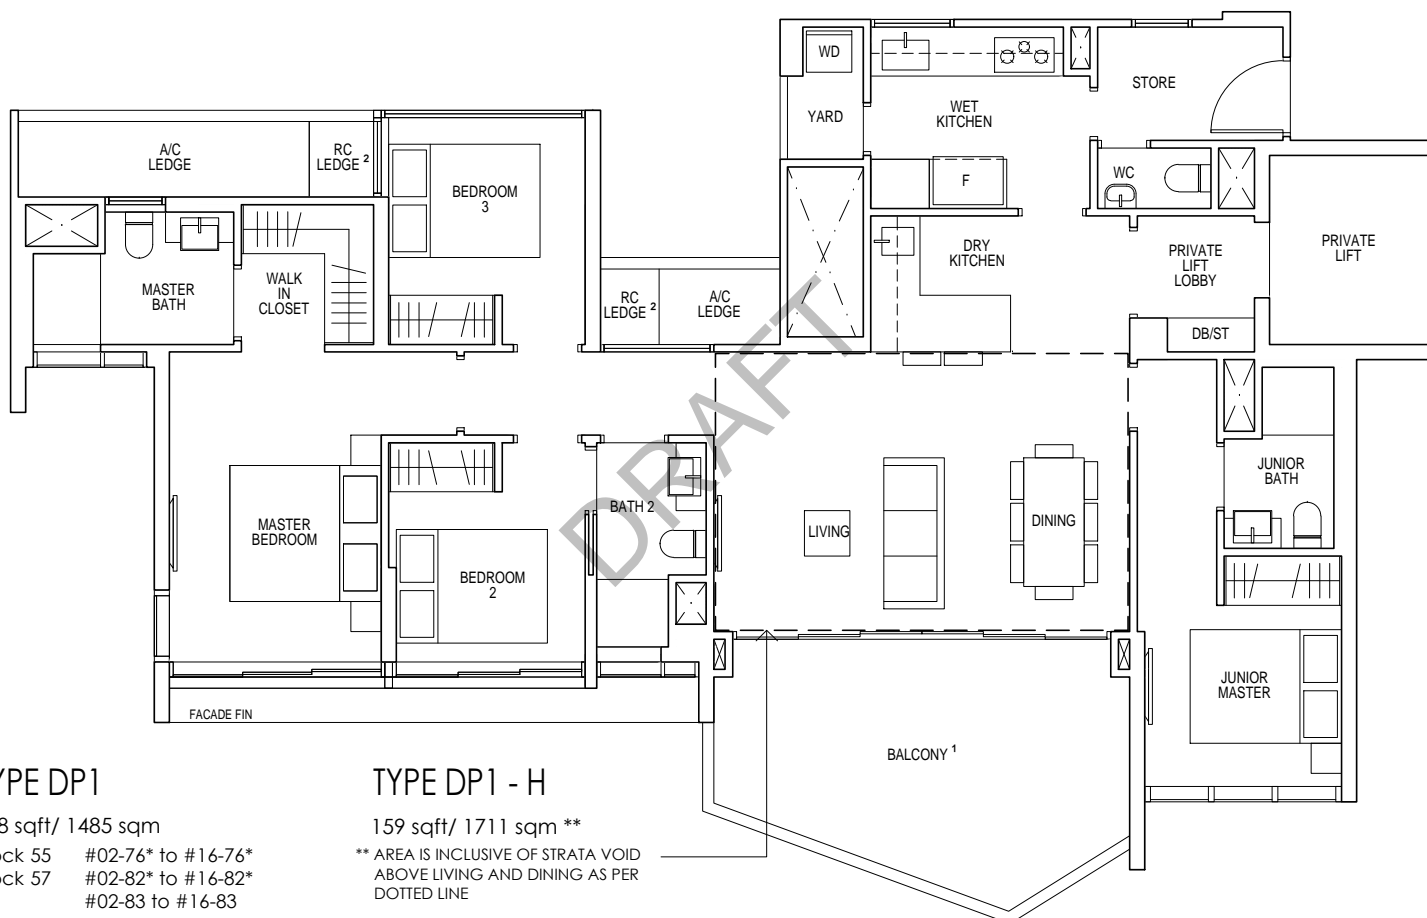 WD
STORE
YARD
WET
KITCHEN
A/C
LEDGE
RC
LEDGE ²
BEDROOM
3
WC
F
MASTER
BATH
WALK
IN
CLOSET
DRY
KITCHEN
PRIVATE
LIFT
LOBBY
PRIVATE
LIFT
RC
LEDGE ²
A/C
LEDGE
DB/ST
DRAFT
MASTER
BEDROOM
BATH 2
LIVING
DINING
JUNIOR
BATH
BEDROOM
2
JUNIOR
MASTER
FACADE FIN
BALCONY ¹
YPE DP1
8 sqft/ 1485 sqm
ock 55 #02-76* to #16-76*
ock 57 #02-82* to #16-82*
#02-83 to #16-83
TYPE DP1 - H
159 sqft/ 1711 sqm **
** AREA IS INCLUSIVE OF STRATA VOID
ABOVE LIVING AND DINING AS PER
DOTTED LINE